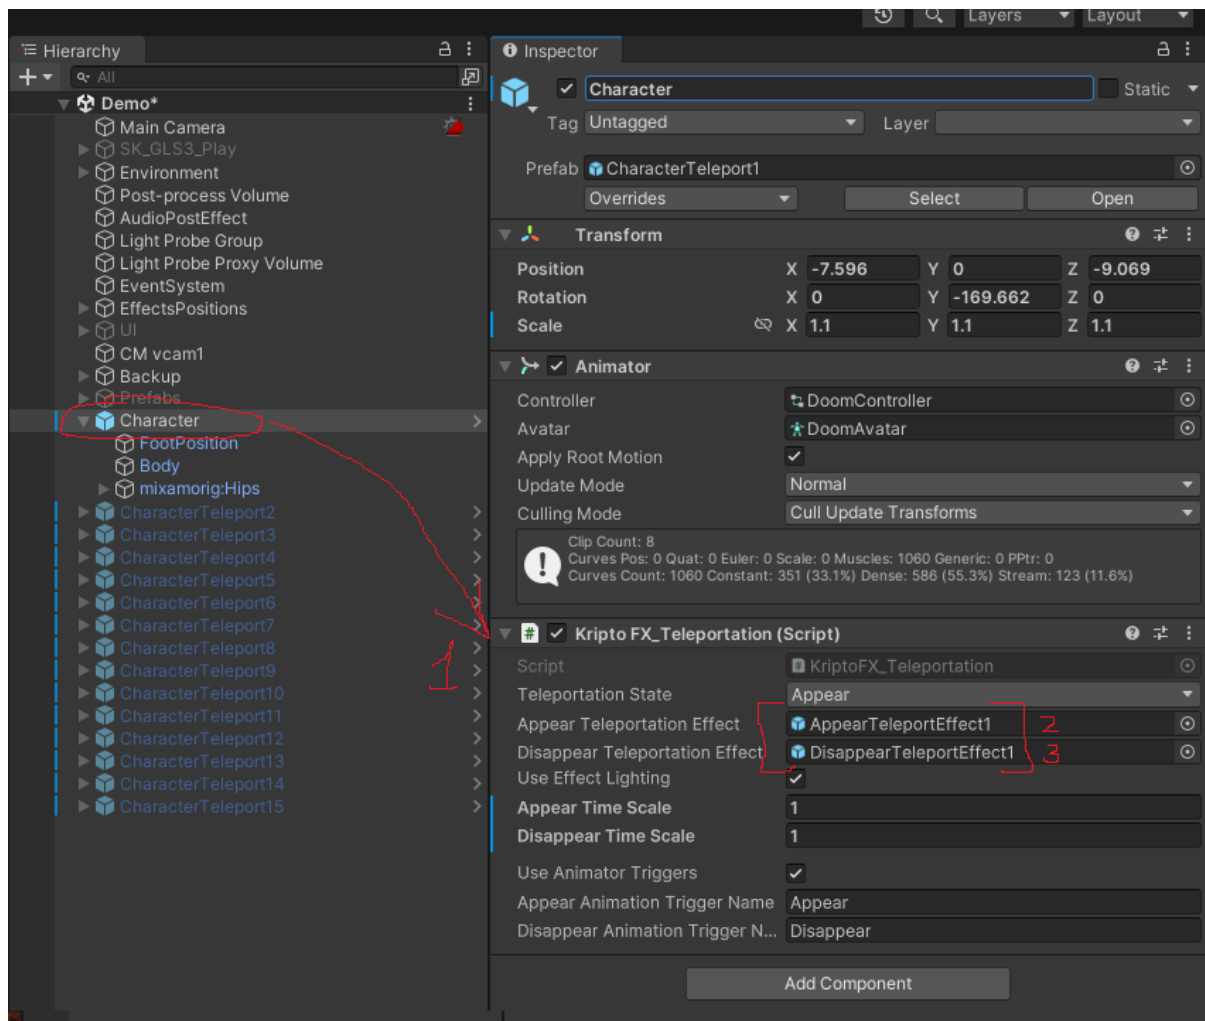 Layers
Layout
Hierarchy
All
Demo*
Main Camera
SK_GLS3_Play
Environment
Post-process Volume
AudioPostEffect
Light Probe Group
Light Probe Proxy Volume
EventSystem
EffectsPositions
UI
CM vcam1
Backup
Prefabs
Character
FootPosition
Body
mixamorig:Hips
CharacterTeleport2
CharacterTeleport3
CharacterTeleport4
CharacterTeleport5
CharacterTeleport6
CharacterTeleport7
CharacterTeleport8
CharacterTeleport9
CharacterTeleport10
CharacterTeleport11
CharacterTeleport12
CharacterTeleport13
CharacterTeleport14
CharacterTeleport15
1
Inspector
Character
Static
Tag Untagged Layer
Prefab CharacterTeleport1
Overrides Select Open
Transform
Position X -7.596 Y 0 Z -9.069
Rotation X 0 Y -169.662 Z 0
Scale X 1.1 Y 1.1 Z 1.1
Animator
Controller DoomController
Avatar DoomAvatar
Apply Root Motion
Update Mode Normal
Culling Mode Cull Update Transforms
Clip Count: 8
Curves Pos: 0 Quat: 0 Euler: 0 Scale: 0 Muscles: 1060 Generic: 0 PPtr: 0
Curves Count: 1060 Constant: 351 (33.1%) Dense: 586 (55.3%) Stream: 123 (11.6%)
# Kripto FX_Teleportation (Script)
Script # KriptoFX_Teleportation
Teleportation State Appear
Appear Teleportation Effect AppearTeleportEffect1 2
Disappear Teleportation Effect DisappearTeleportEffect1 3
Use Effect Lighting
Appear Time Scale 1
Disappear Time Scale 1
Use Animator Triggers
Appear Animation Trigger Name Appear
Disappear Animation Trigger N... Disappear
Add Component